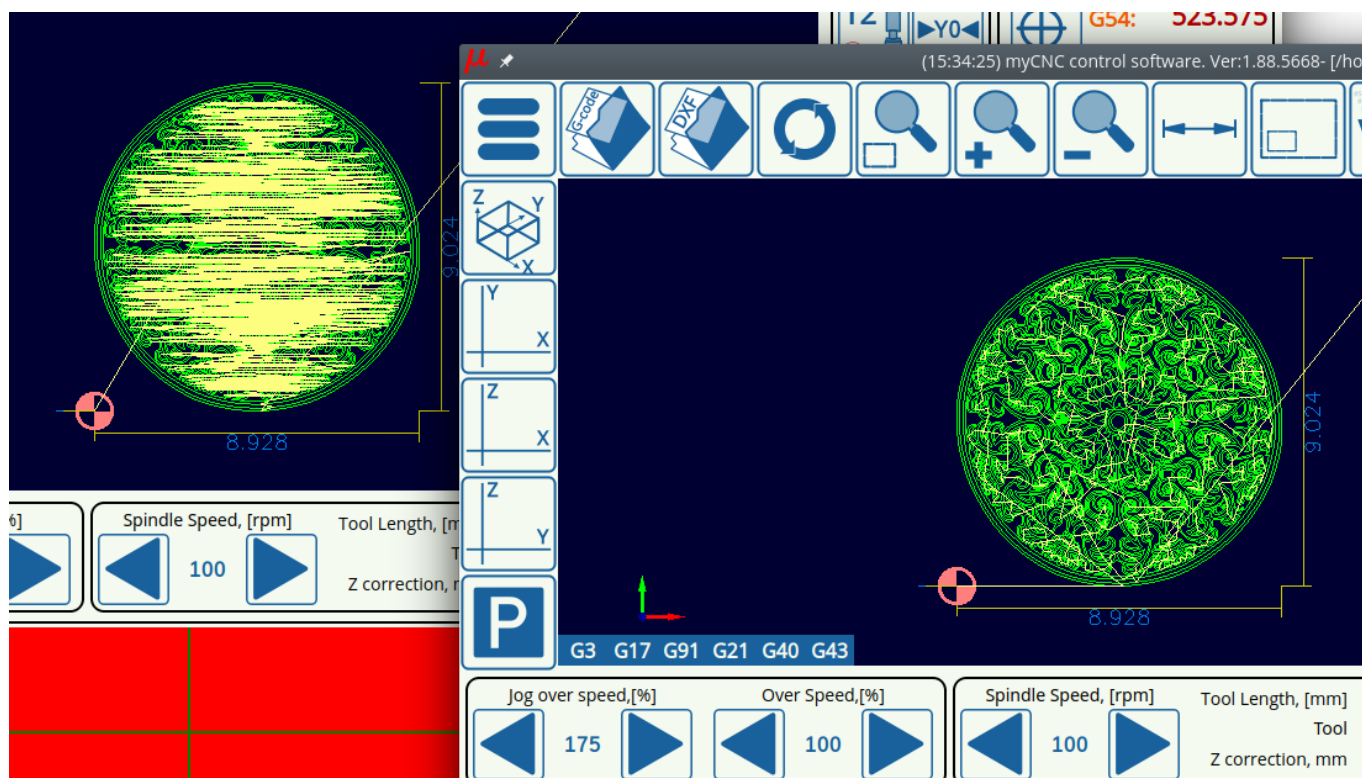 12
Y0
G54:
523.575
µ
(15:34:25) myCNC control software. Ver:1.88.5668- [/ho
G-code
DXF
Z
Y
X
Y
X
Z
X
Z
Y
P
9.024
8.928
9.024
8.928
G3 G17 G91 G21 G40 G43
%]
Spindle Speed, [rpm]
Tool Length, [m
100
T
Z correction, m
Jog over speed,[%]
Over Speed,[%]
Spindle Speed, [rpm]
Tool Length, [mm]
175
100
100
Tool
Z correction, mm